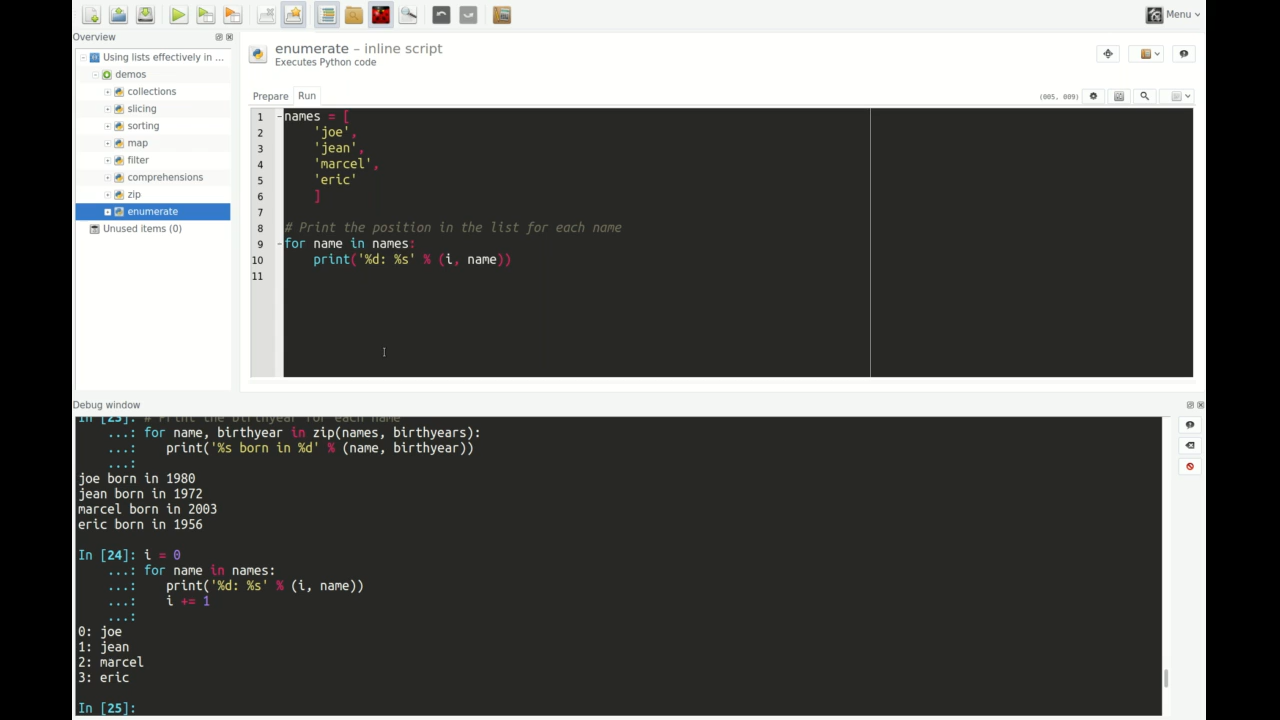 Menu
Overview
Using lists effectively in ...
demos
collections
slicing
sorting
map
filter
comprehensions
zip
enumerate
Unused items (0)
enumerate – inline script
Executes Python code
Prepare Run
(005, 009)
1 names = [
2 'joe',
3 'jean',
4 'marcel',
5 'eric'
6 ]
7
8 # Print the position in the list for each name
9 for name in names:
10 print('%d: %s' % (i, name))
11
Debug window
In [23]: # Print the birthyear for each name
...: for name, birthyear in zip(names, birthyears):
...: print('%s born in %d' % (name, birthyear))
...:
joe born in 1980
jean born in 1972
marcel born in 2003
eric born in 1956
In [24]: i = 0
...: for name in names:
...: print('%d: %s' % (i, name))
...: i += 1
...:
0: joe
1: jean
2: marcel
3: eric
In [25]: